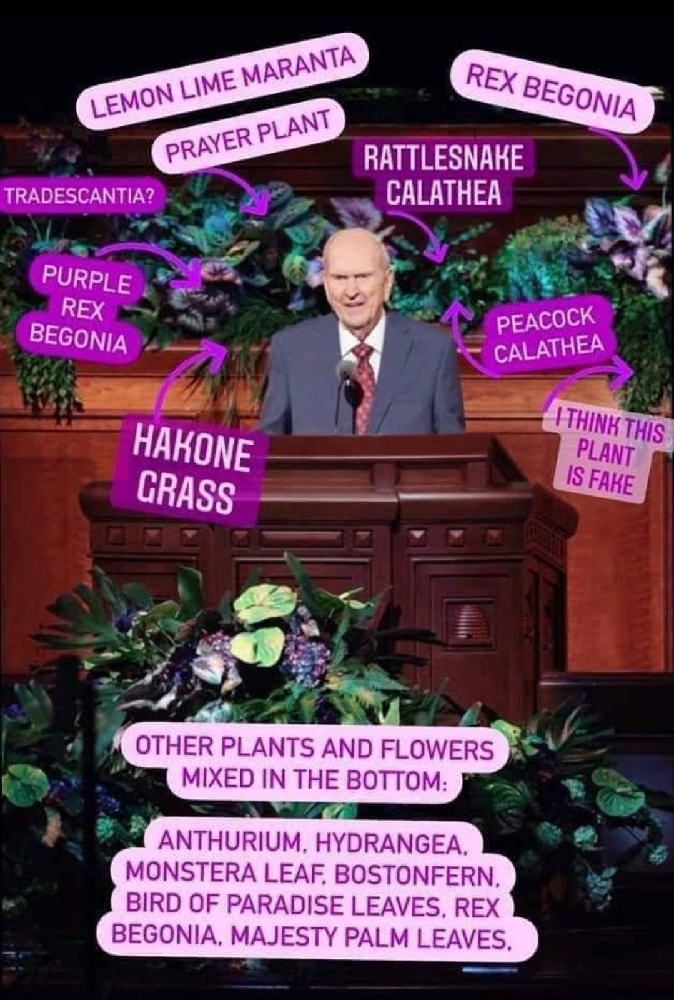 LEMON LIME MARANTA
PRAYER PLANT
REX BEGONIA
RATTLESNAKE
CALATHEA
TRADESCANTIA?
PURPLE
REX
BEGONIA
PEACOCK
CALATHEA
HAKONE
GRASS
I THINK THIS
PLANT
IS FAKE
OTHER PLANTS AND FLOWERS
MIXED IN THE BOTTOM:
ANTHURIUM, HYDRANGEA,
MONSTERA LEAF, BOSTONFERN,
BIRD OF PARADISE LEAVES, REX
BEGONIA, MAJESTY PALM LEAVES,